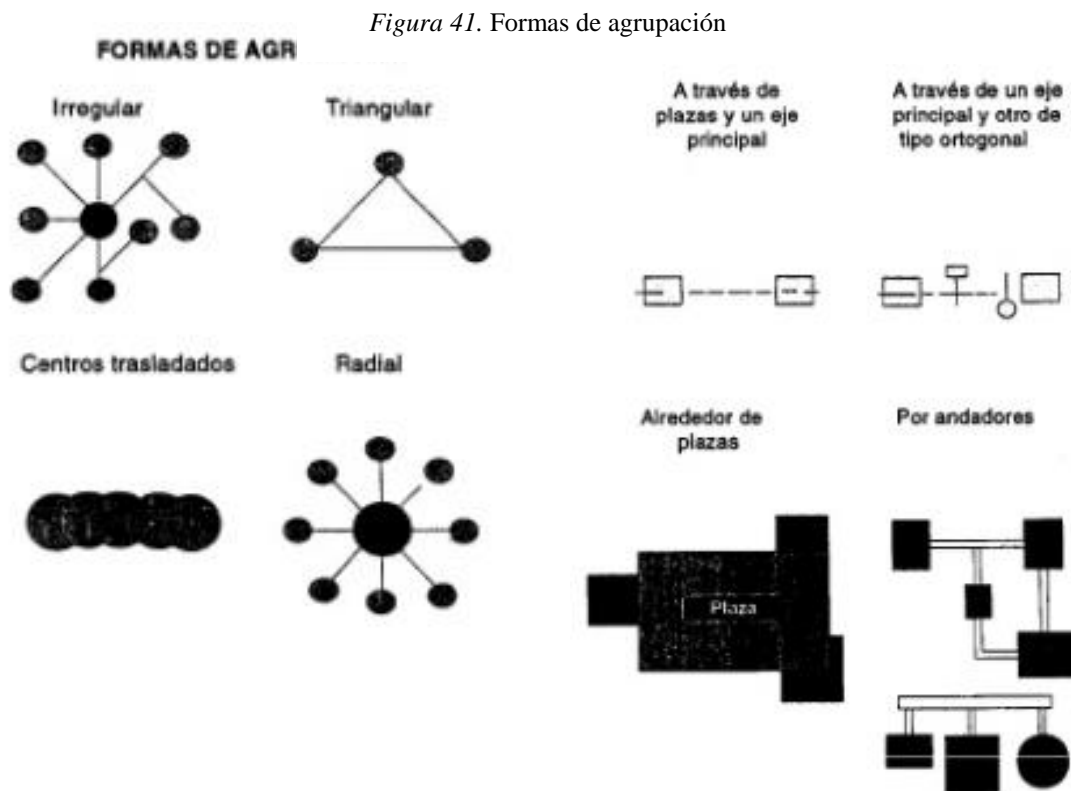 Figura 41. Formas de agrupación
FORMAS DE AGR
Irregular
Triangular
A través de
plazas y un eje
principal
A través de un eje
principal y otro de
tipo ortogonal
Centros trasladados
Radial
Alrededor de
plazas
Por andadores
Plaza